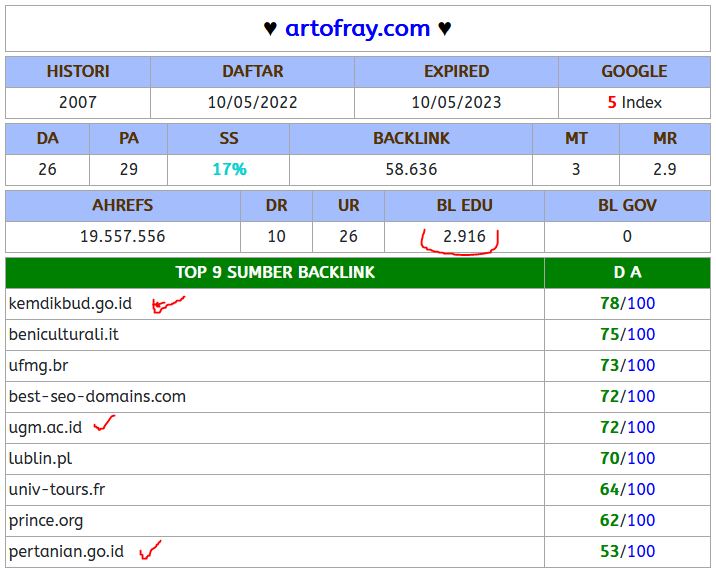 ♥ artofray.com ♥
HISTORI DAFTAR ExPIRED GOOGLE
2007 10/05/2022 10/05/2023 5 Index
DA PA SS BACKLINK MT MR
26 29 17% 58.636 3 2.9
AHREFS DR UR BL EDU BL GOV
19.557.556 10 26 2.916 0
TOP 9 SUMBER BACKLINK D A
kemdikbud.go.id 78/100
beniculturali.it 75/100
ufmg.br 73/100
best-seo-domains.com 72/100
ugm.ac.id 72/100
lublin.pl 70/100
univ-tours.fr 64/100
prince.org 62/100
pertanian.go.id 53/100